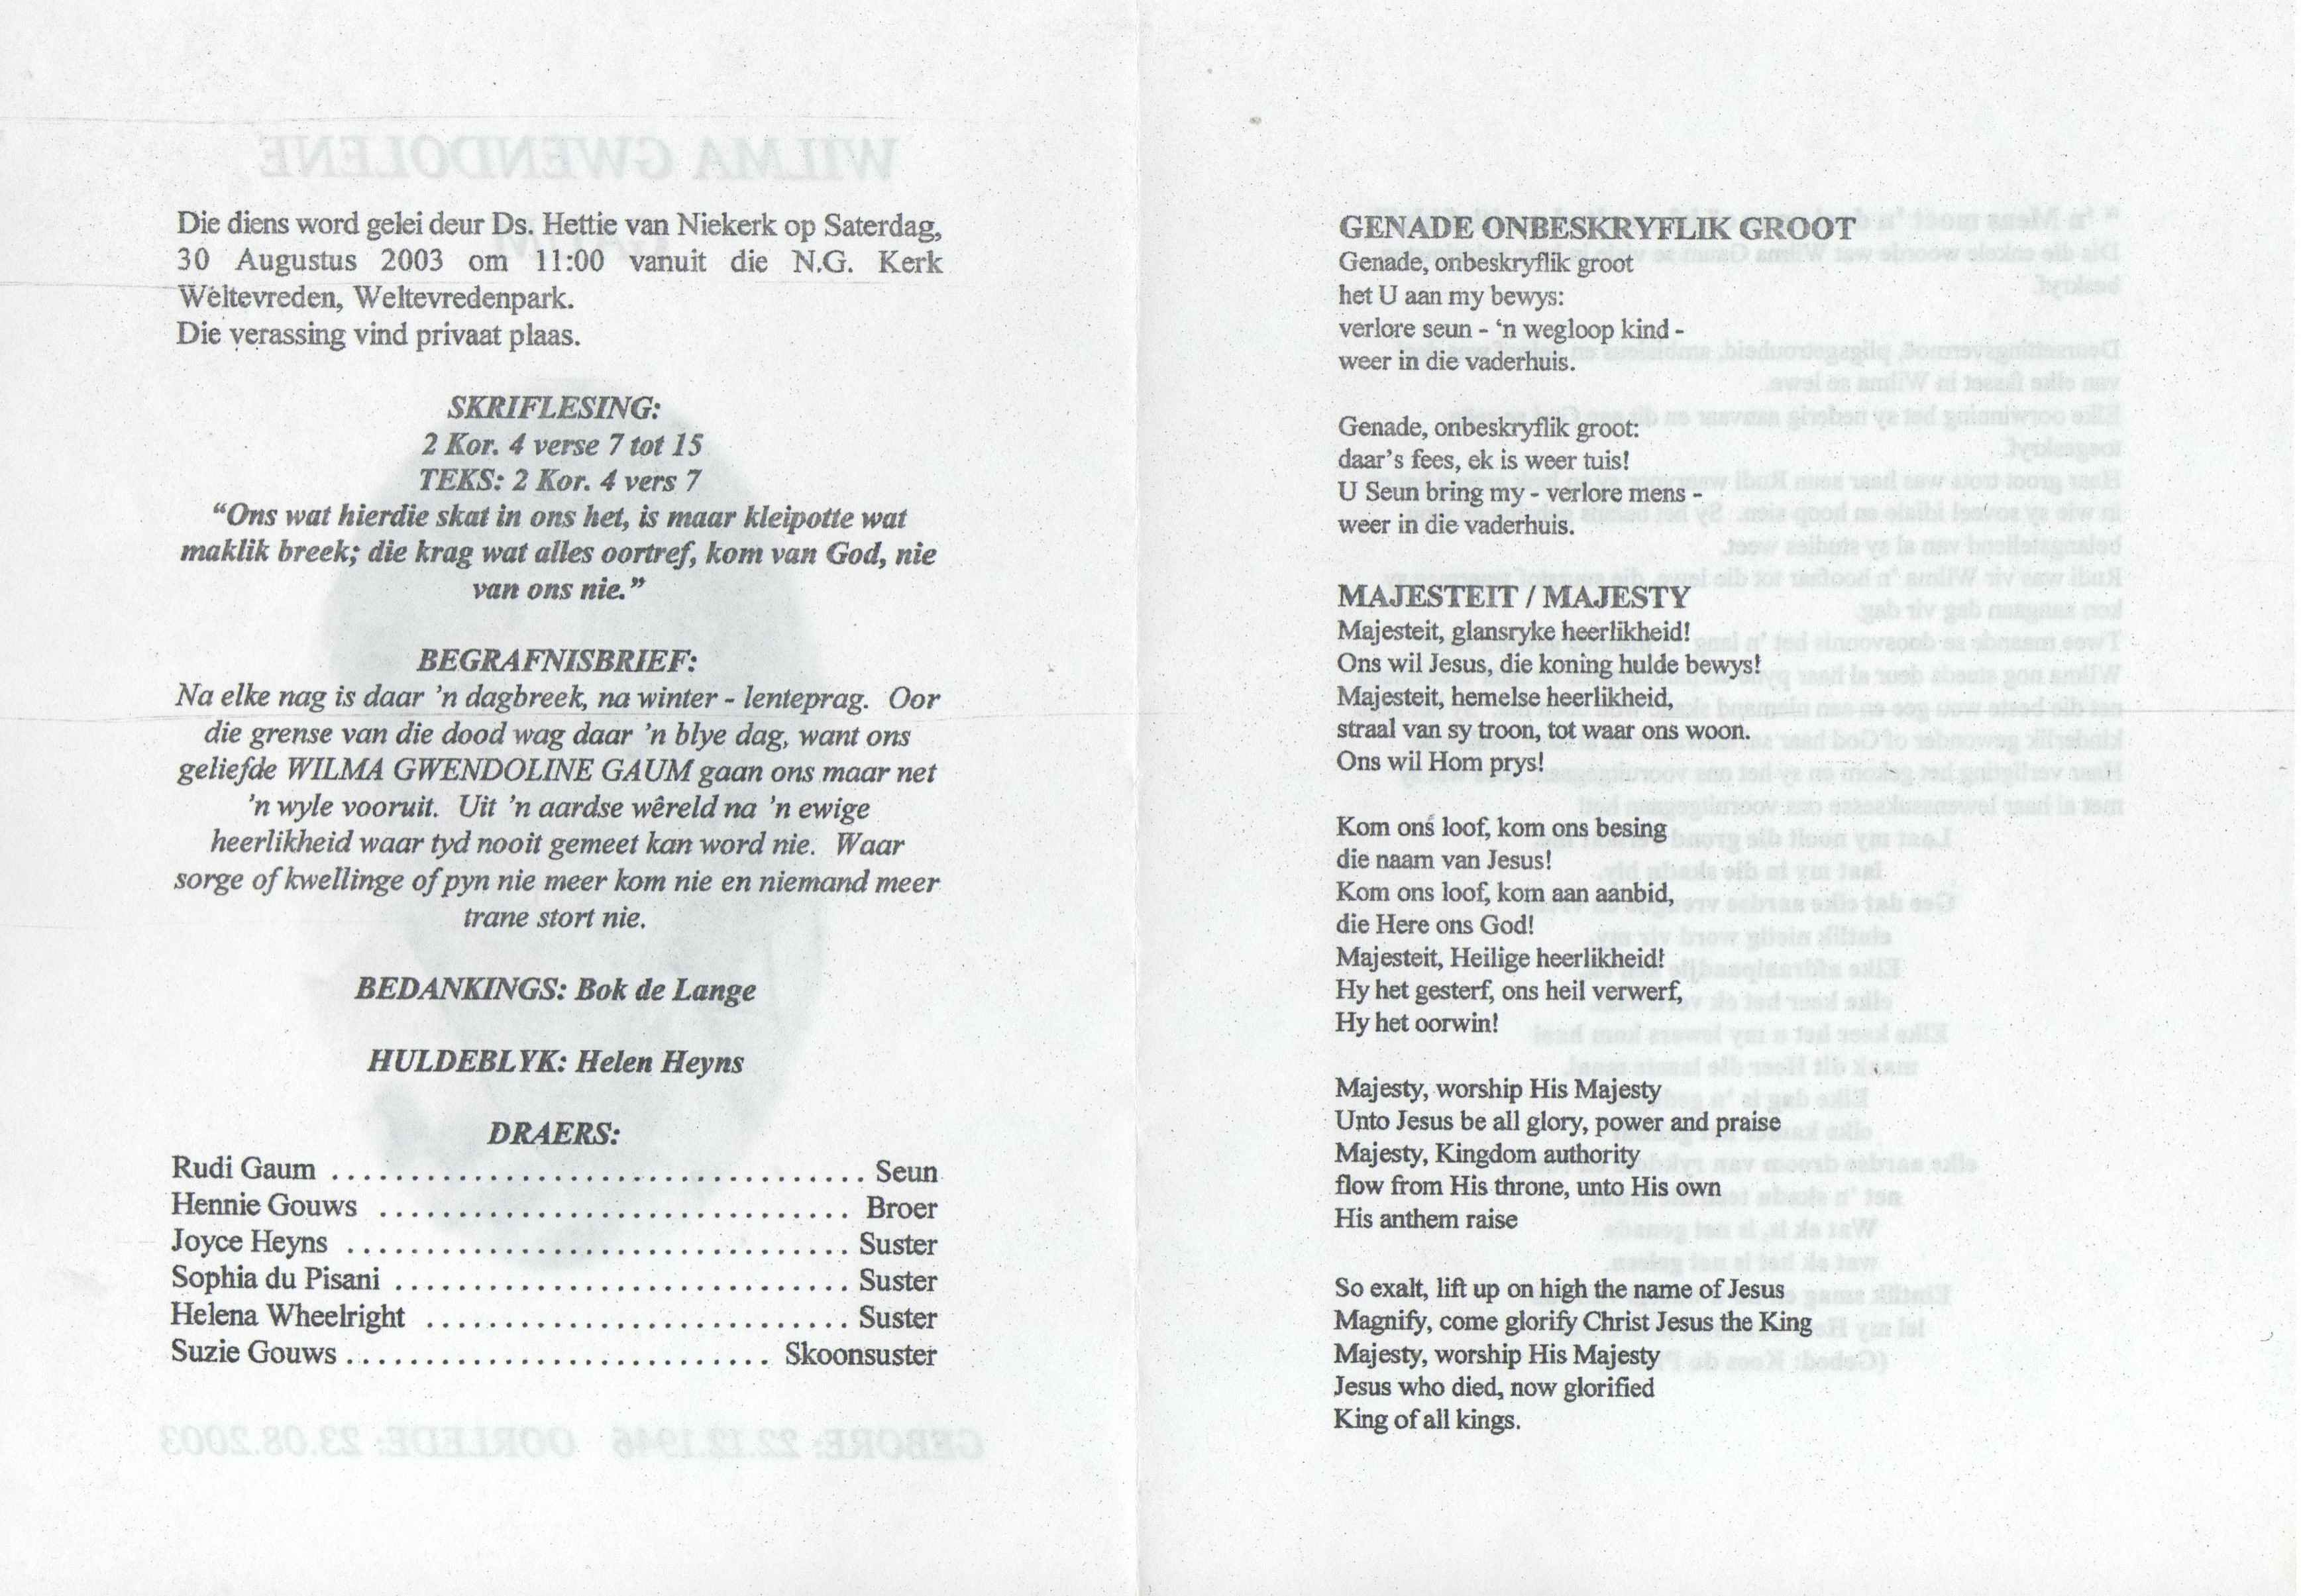 Die diens word gelei deur Ds. Hettie van Niekerk op Saterdag,
30 Augustus 2003 om 11:00 vanuit die N.G. Kerk
Weltevreden, Weltevredenpark.
Die verassing vind privaat plaas.
SKRIFLESING:
2 Kor. 4 verse 7 tot 15
TEKS: 2 Kor. 4 vers 7
“Ons wat hierdie skat in ons het, is maar kleipotte wat
maklik breek; die krag wat alles oortref, kom van God, nie
van ons nie.”
BEGRAFNISBRIEF:
Na elke nag is daar 'n dagbreek, na winter - lenteprag. Oor
die grense van die dood wag daar 'n blye dag, want ons
geliefde WILMA GWENDOLINE GAUM gaan ons maar net
'n wyle vooruit. Uit 'n aardse wêreld na 'n ewige
heerlikheid waar tyd nooit gemeet kan word nie. Waar
sorge of kwellinge of pyn nie meer kom nie en niemand meer
trane stort nie.
BEDANKINGS: Bok de Lange
HULDEBLYK: Helen Heyns
DRAERS:
Rudi Gaum .................................. Seun
Hennie Gouws .............................. Broer
Joyce Heyns ................................ Suster
Sophia du Pisani ............................. Suster
Helena Wheelright ........................... Suster
Suzie Gouws ........................... Skoonsuster
GEBORE: 22.12.1946 OORLEDE: 23.08.2003
WILMA GWENDOLENE
GAUM
GENADE ONBESKRYFLIK GROOT
Genade, onbeskryflik groot
het U aan my bewys:
verlore seun - ‘n wegloop kind -
weer in die vaderhuis.
Genade, onbeskryflik groot:
daar’s fees, ek is weer tuis!
U Seun bring my - verlore mens -
weer in die vaderhuis.
MAJESTEIT / MAJESTY
Majesteit, glansryke heerlikheid!
Ons wil Jesus, die koning hulde bewys!
Majesteit, hemelse heerlikheid,
straal van sy troon, tot waar ons woon.
Ons wil Hom prys!
Kom ons loof, kom ons besing
die naam van Jesus!
Kom ons loof, kom aan aanbid,
die Here ons God!
Majesteit, Heilige heerlikheid!
Hy het gesterf, ons heil verwerf,
Hy het oorwin!
Majesty, worship His Majesty
Unto Jesus be all glory, power and praise
Majesty, Kingdom authority
flow from His throne, unto His own
His anthem raise
So exalt, lift up on high the name of Jesus
Magnify, come glorify Christ Jesus the King
Majesty, worship His Majesty
Jesus who died, now glorified
King of all kings.